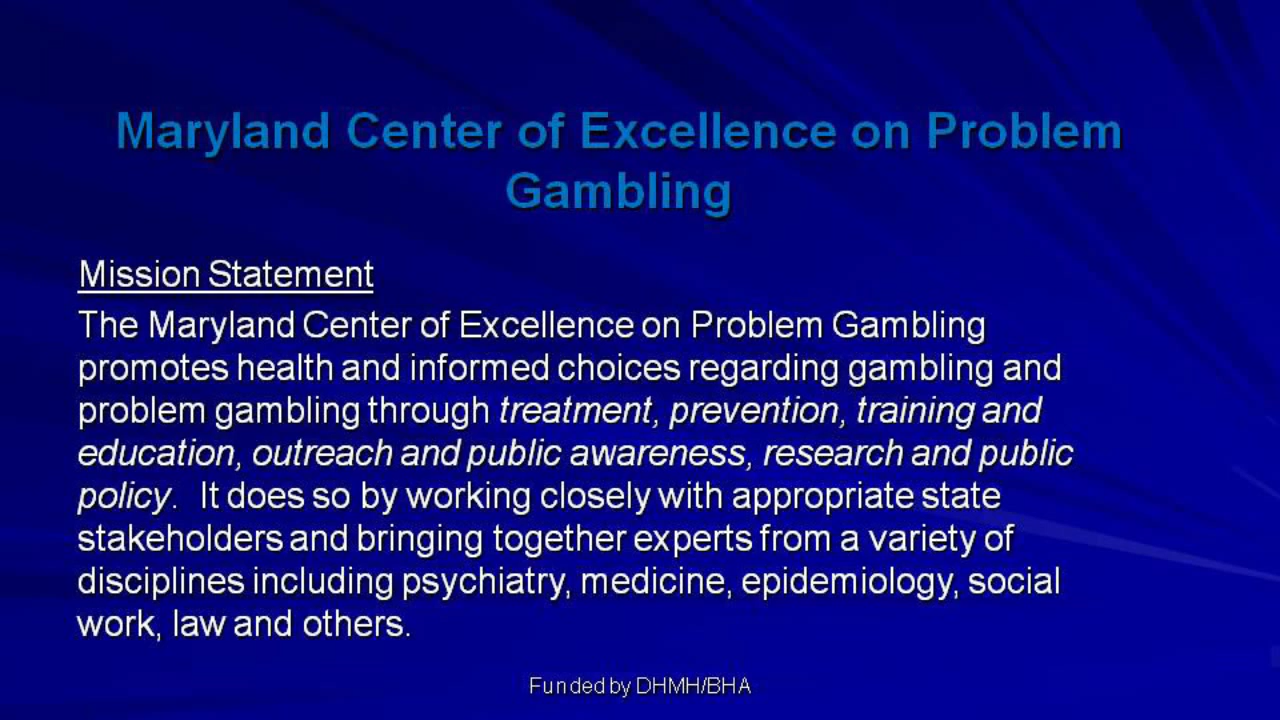 Maryland Center of Excellence on Problem
Gambling
Mission Statement
The Maryland Center of Excellence on Problem Gambling
promotes health and informed choices regarding gambling and
problem gambling through treatment, prevention, training and
education, outreach and public awareness, research and public
policy. It does so by working closely with appropriate state
stakeholders and bringing together experts from a variety of
disciplines including psychiatry, medicine, epidemiology, social
work, law and others.
Funded by DHMH/BHA